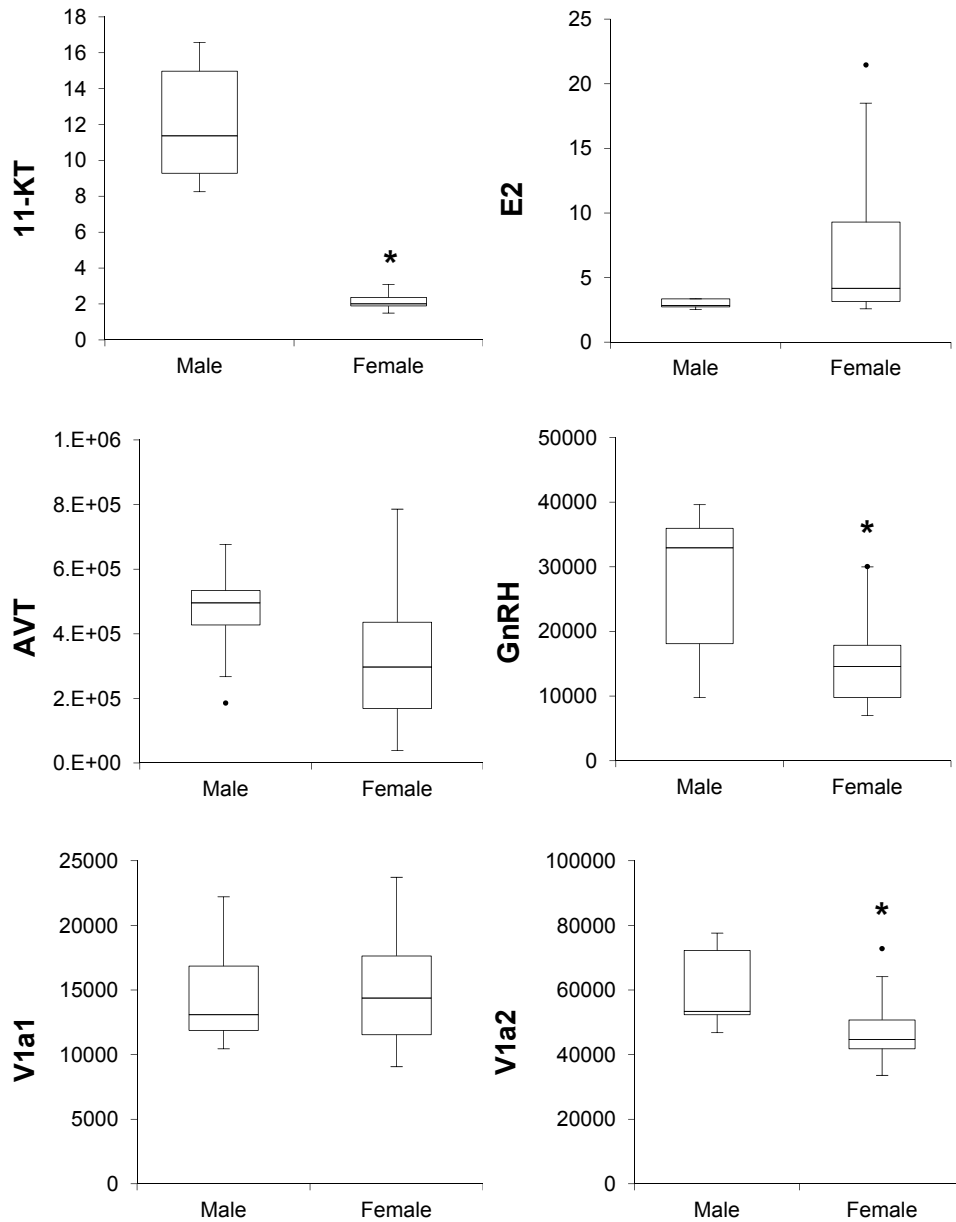 11-KT
18
16
14
12
10
8
6
4
2
0
*
Male Female
E2
25
20
15
10
5
0
Male Female
AVT
1.E+06
8.E+05
6.E+05
4.E+05
2.E+05
0.E+00
Male Female
GnRH
50000
40000
30000
20000
10000
0
*
Male Female
V1a1
25000
20000
15000
10000
5000
0
Male Female
V1a2
100000
80000
60000
40000
20000
0
*
Male Female